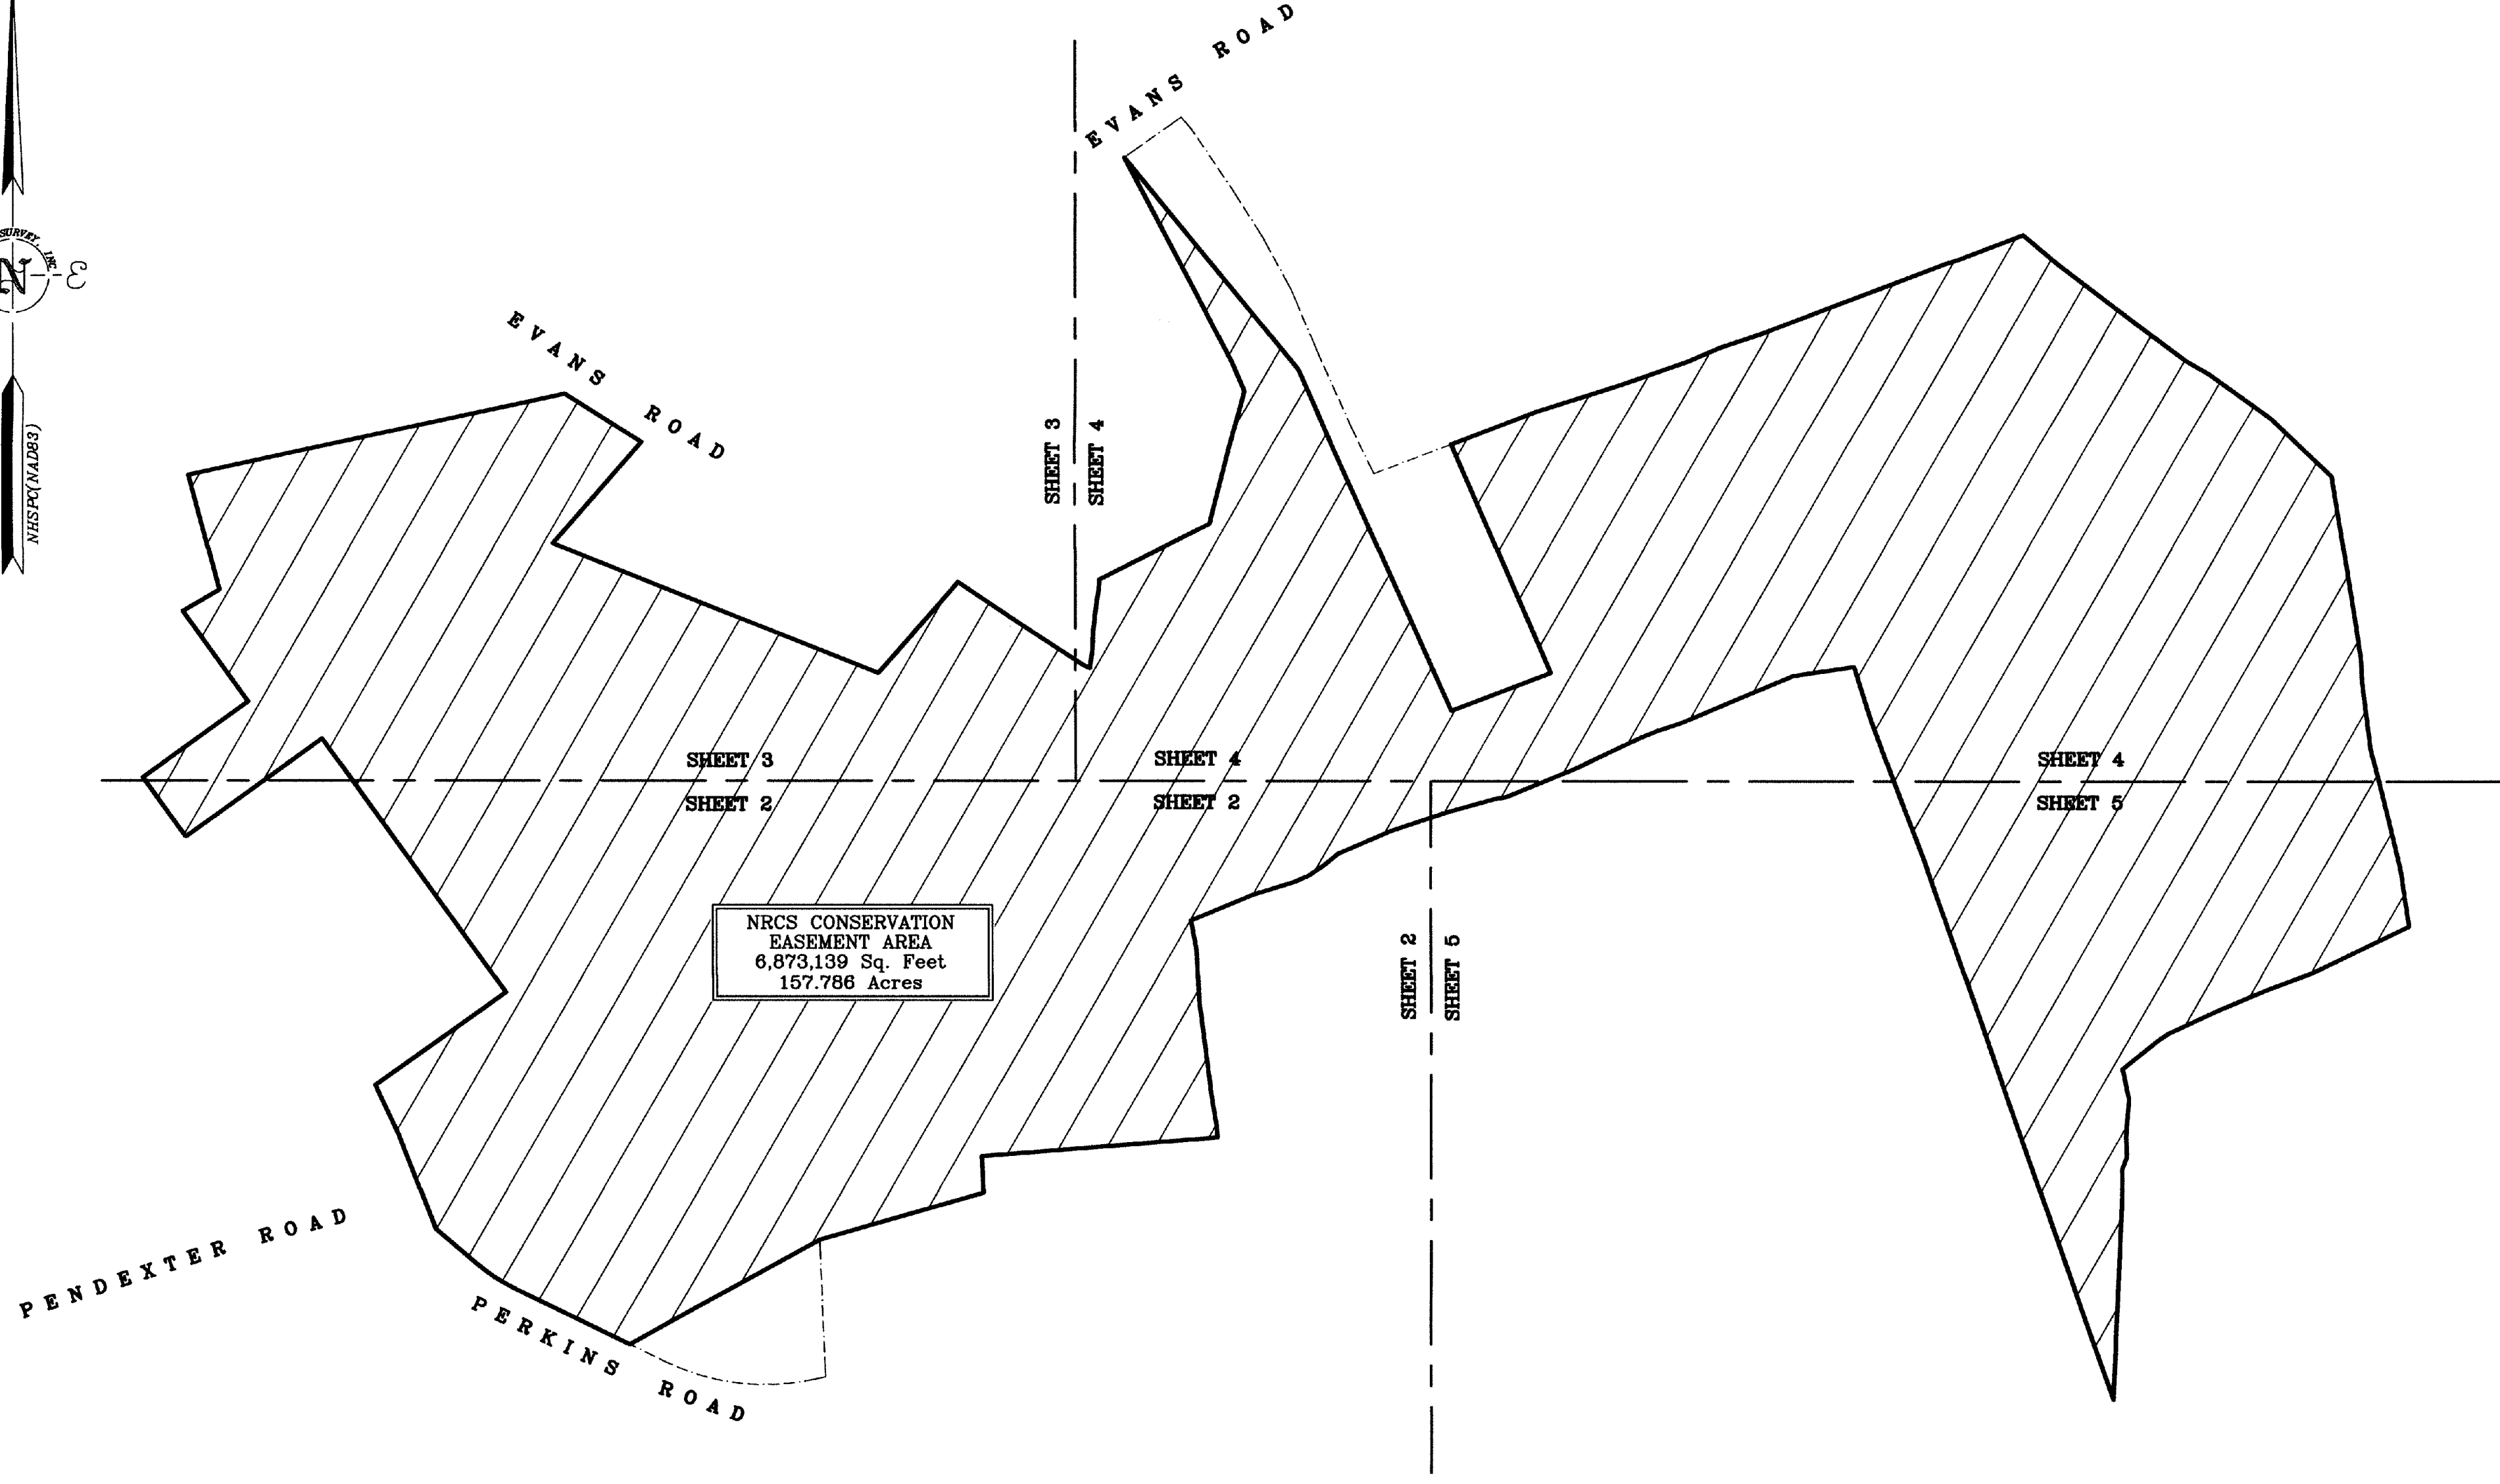 EVANS ROAD
SURVEY, INC
N
3
NHSPC(NAD83)
EVANS ROAD
SHEET 3
SHEET 4
SHEET 3
SHEET 2
SHEET 4
SHEET 2
SHEET 4
SHEET 5
NRCS CONSERVATION
EASEMENT AREA
6,873,139 Sq. Feet
157.786 Acres
SHEET 2
SHEET 5
PENDEXTER ROAD
PERKINS ROAD